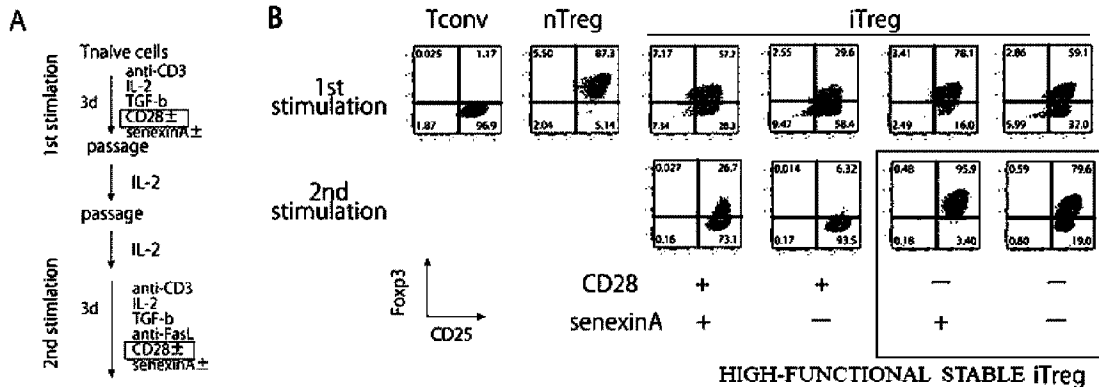 A
1st stimlation
Tnaive cells
3d
anti-CD3
IL-2
TGF-b
CD28±
senexinA±
passage
IL-2
passage
IL-2
2nd stimlation
3d
anti-CD3
IL-2
TGF-b
anti-FasL
CD28±
senexinA±
B
Tconv nTreg iTreg
1st stimulation
0.025 1.17 5.50 87.3 7.17 57.2 2.55 29.6 3.41 78.1 2.86 59.1
1.87 96.9 2.04 5.14 7.34 28.3 9.47 58.4 2.49 16.0 5.99 32.0
2nd stimulation
0.027 26.7 0.014 6.32 0.48 95.9 0.59 79.6
0.16 73.1 0.17 93.5 0.18 3.40 0.80 19.0
Foxp3
CD25
CD28 + + − −
senexinA + − + −
HIGH-FUNCTIONAL STABLE iTreg